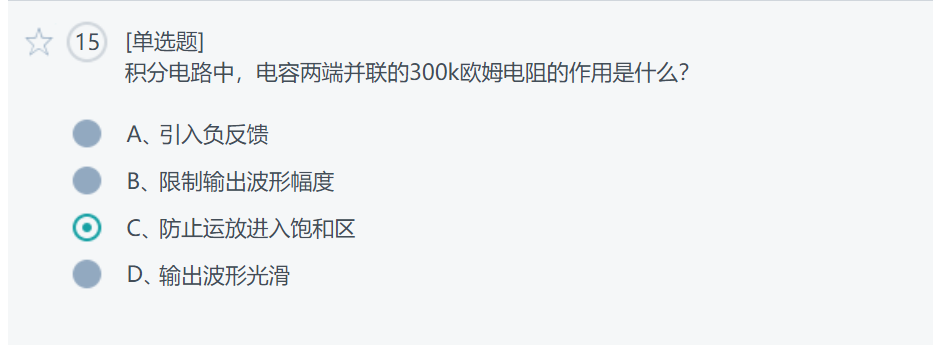 15 [单选题]
积分电路中，电容两端并联的300k欧姆电阻的作用是什么？
A、引入负反馈
B、限制输出波形幅度
C、防止运放进入饱和区
D、输出波形光滑